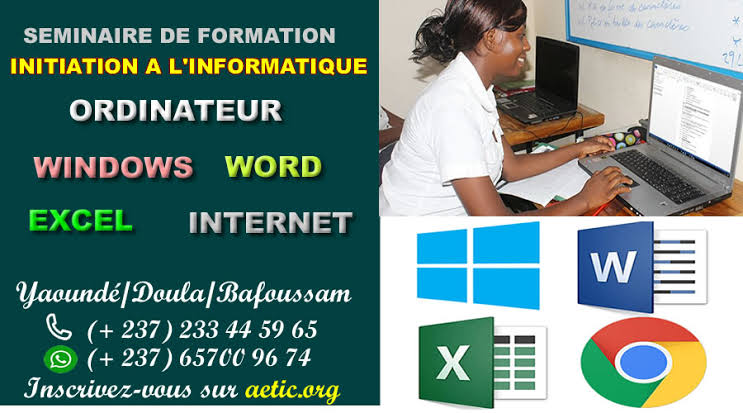 SEMINAIRE DE FORMATION
INITIATION A L'INFORMATIQUE
ORDINATEUR
WINDOWS WORD
EXCEL INTERNET
Yaoundé/Doula/Bafoussam
(+ 237) 233 44 59 65
(+ 237) 65700 96 74
Inscrivez-vous sur aetic.org
W
X